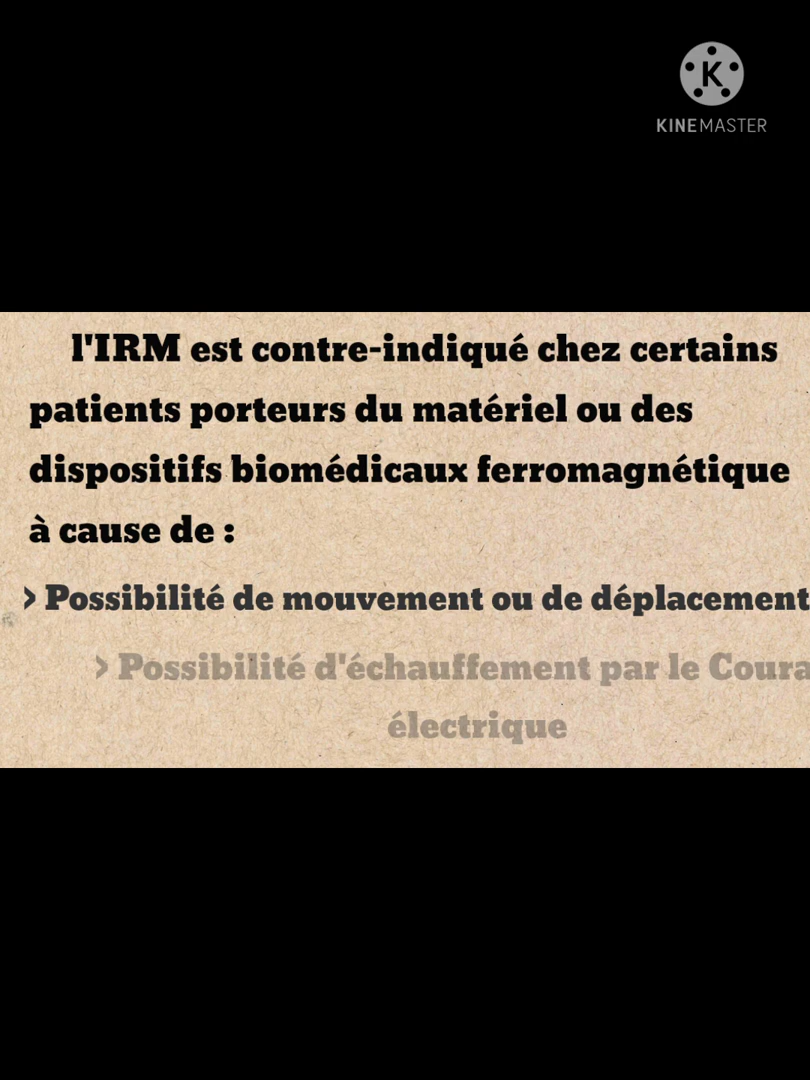 K
KINEMASTER
l'IRM est contre-indiqué chez certains
patients porteurs du matériel ou des
dispositifs biomédicaux ferromagnétique
à cause de :
› Possibilité de mouvement ou de déplacement
› Possibilité d'échauffement par le Coura
électrique